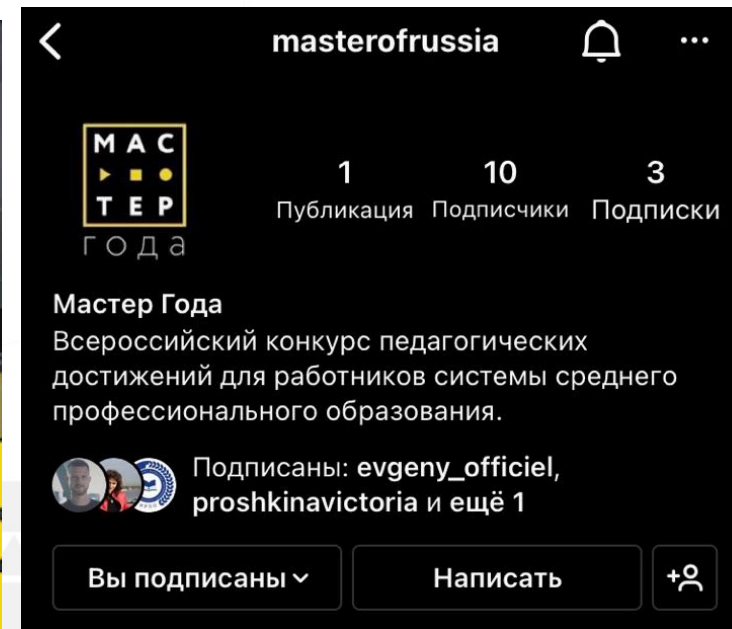 masterofrussia
МАС
ТЕР
года
1 10 3
Публикация Подписчики Подписки
Мастер Года
Всероссийский конкурс педагогических
достижений для работников системы среднего
профессионального образования.
Подписаны: evgeny_officiel,
proshkinavictoria и ещё 1
Вы подписаны Написать